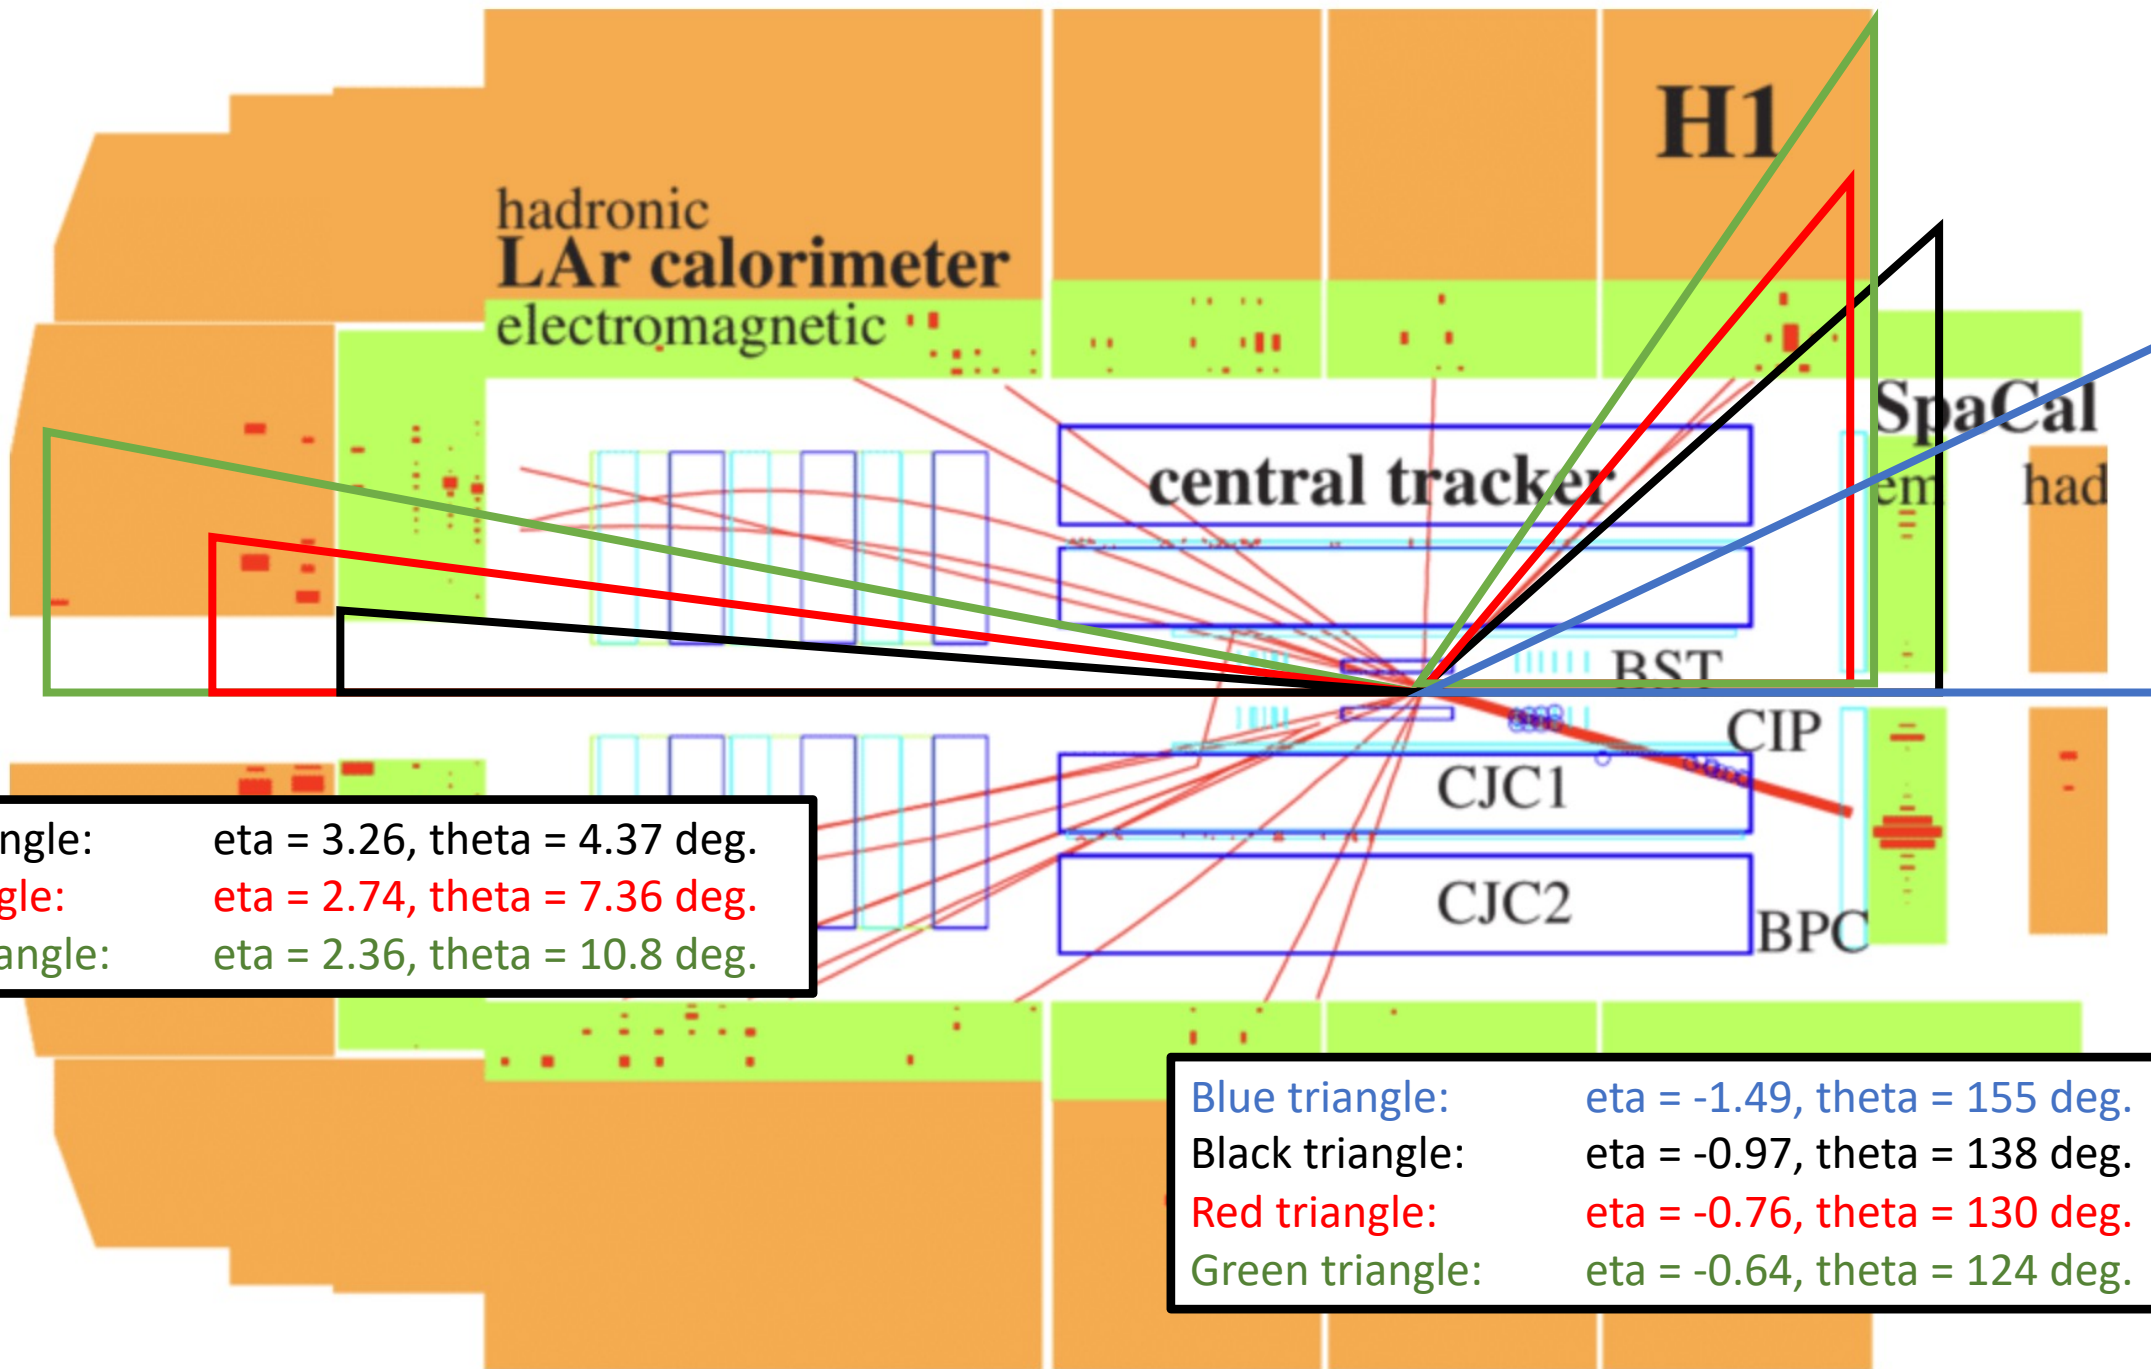 H1
hadronic
LAr calorimeter
electromagnetic
SpaCal
central tracker
em had
BST
CIP
CJC1
ngle: eta = 3.26, theta = 4.37 deg.
gle: eta = 2.74, theta = 7.36 deg.
angle: eta = 2.36, theta = 10.8 deg.
CJC2
BPC
Blue triangle: eta = -1.49, theta = 155 deg.
Black triangle: eta = -0.97, theta = 138 deg.
Red triangle: eta = -0.76, theta = 130 deg.
Green triangle: eta = -0.64, theta = 124 deg.